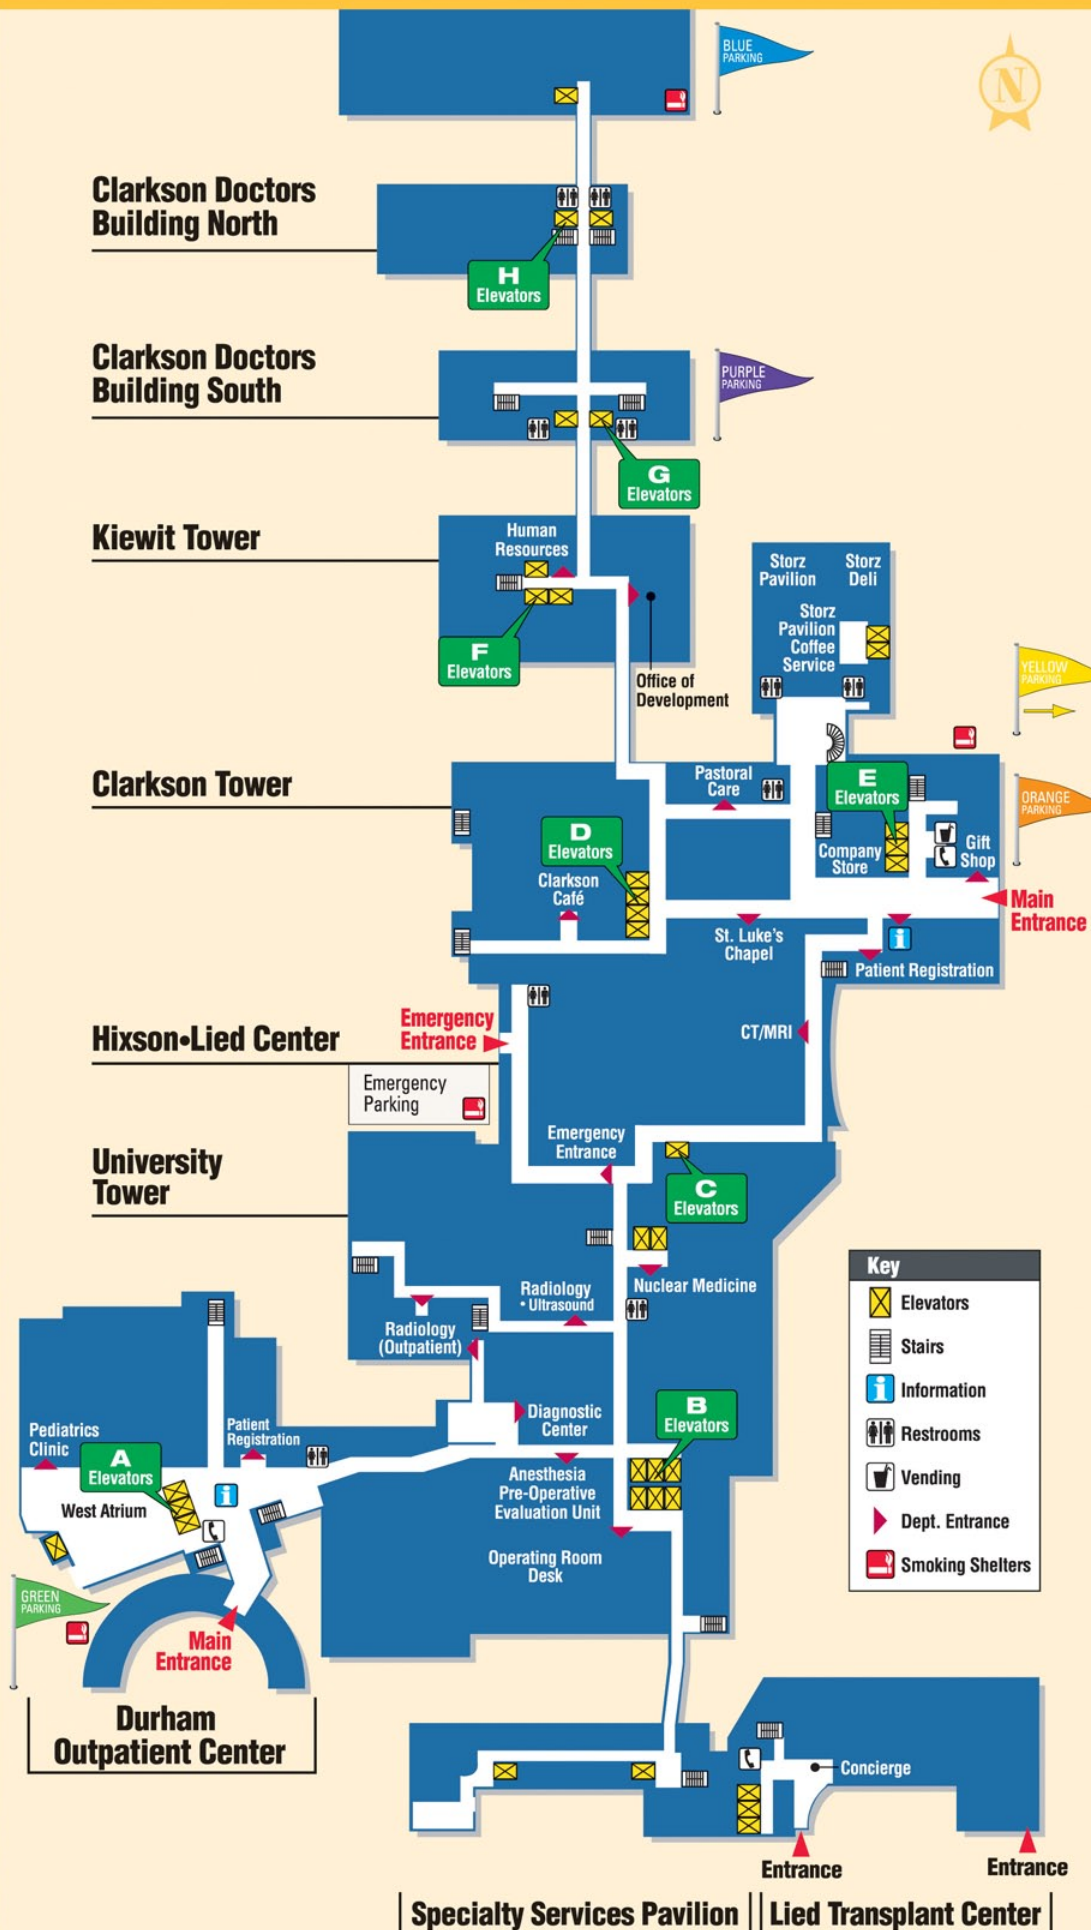 BLUE
PARKING
N
Clarkson Doctors
Building North
H
Elevators
Clarkson Doctors
Building South
PURPLE
PARKING
G
Elevators
Kiewit Tower
Human
Resources
F
Elevators
Office of
Development
Storz
Pavilion
Storz
Deli
Storz
Pavilion
Coffee
Service
YELLOW
PARKING
Clarkson Tower
Pastoral
Care
E
Elevators
ORANGE
PARKING
D
Elevators
Clarkson
Café
Company
Store
Gift
Shop
Main
Entrance
St. Luke's
Chapel
i
Patient Registration
Hixson•Lied Center
Emergency
Entrance
CT/MRI
Emergency
Parking
Emergency
Entrance
University
Tower
C
Elevators
Nuclear Medicine
Radiology
• Ultrasound
Radiology
(Outpatient)
Key
Elevators
Stairs
i
Information
Restrooms
Vending
Dept. Entrance
Smoking Shelters
Diagnostic
Center
B
Elevators
Pediatrics
Clinic
Patient
Registration
A
Elevators
West Atrium
i
Anesthesia
Pre-Operative
Evaluation Unit
Operating Room
Desk
GREEN
PARKING
Main
Entrance
Durham
Outpatient Center
Concierge
Entrance
Entrance
Specialty Services Pavilion
Lied Transplant Center